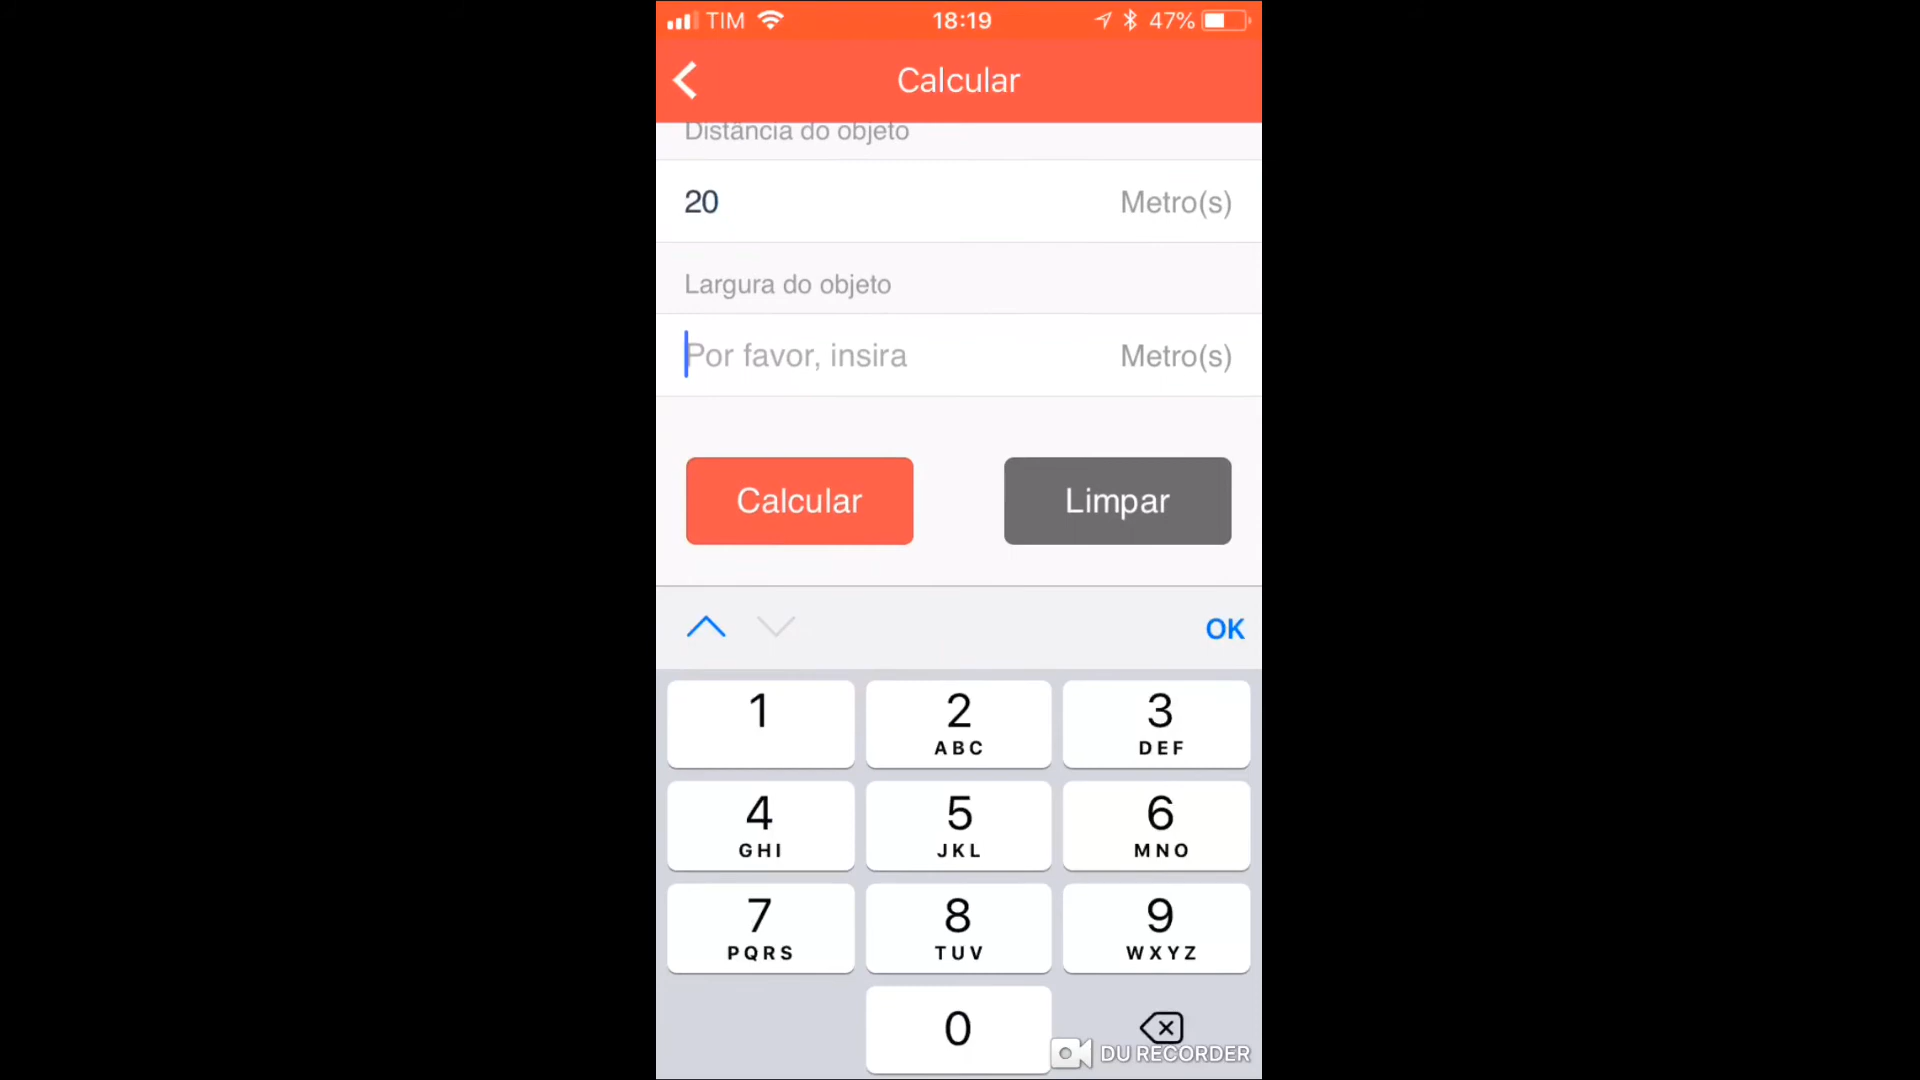 TIM 18:19 47%
Calcular
Distância do objeto
20 Metro(s)
Largura do objeto
Por favor, insira Metro(s)
Calcular Limpar
OK
1 2 3
ABC DEF
4 5 6
GHI JKL MNO
7 8 9
PQRS TUV WXYZ
0
DU RECORDER